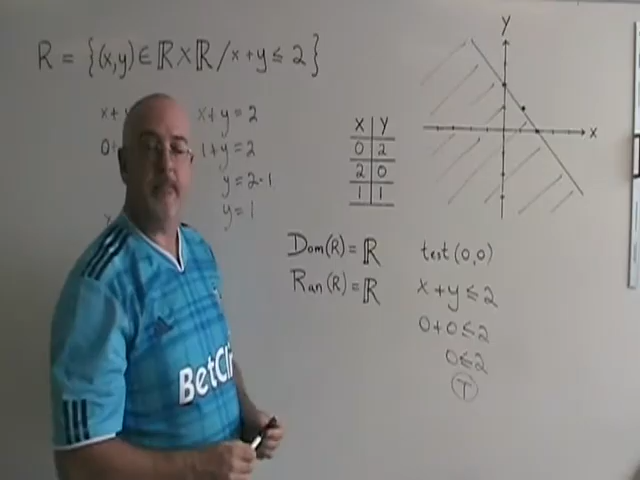 R = {(x,y) ∈ ℝ X ℝ / x + y ≤ 2}
x + y = 2
1 + y = 2
y = 2 - 1
y = 1
x +
0+
x
X Y
0 2
2 0
1 1
Y
X
Dom(R) = ℝ
Ran(R) = ℝ
test (0,0)
x + y ≤ 2
0 + 0 ≤ 2
0 ≤ 2
T
BetCli